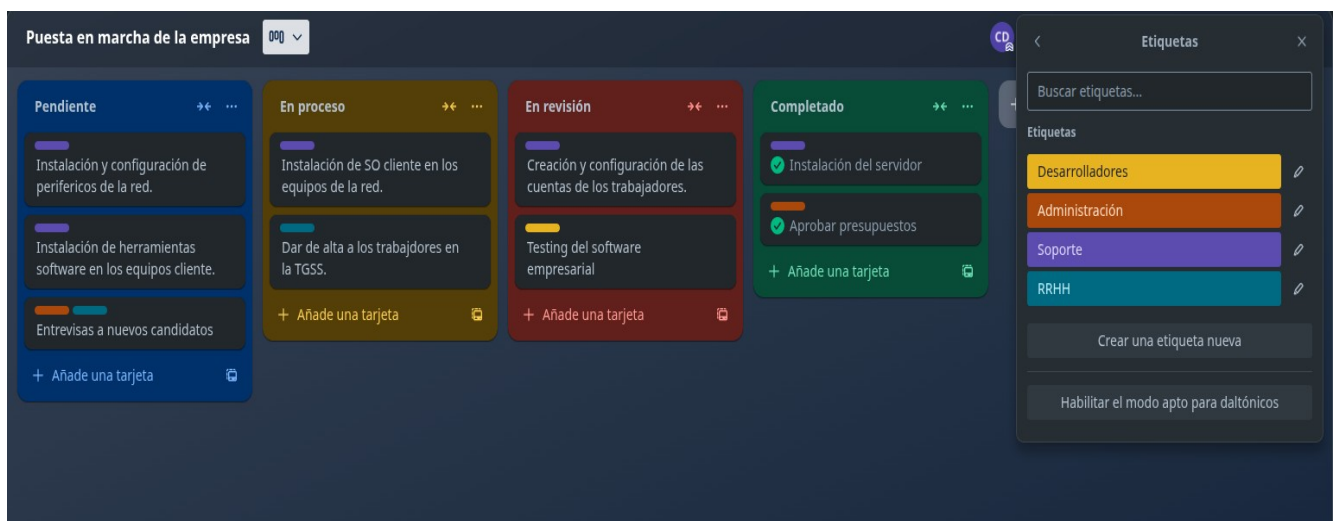 Puesta en marcha de la empresa
CD
Pendiente
Instalación y configuración de
perifericos de la red.
Instalación de herramientas
software en los equipos cliente.
Entrevisas a nuevos candidatos
+ Añade una tarjeta
En proceso
Instalación de SO cliente en los
equipos de la red.
Dar de alta a los trabajdores en
la TGSS.
+ Añade una tarjeta
En revisión
Creación y configuración de las
cuentas de los trabajadores.
Testing del software
empresarial
+ Añade una tarjeta
Completado
Instalación del servidor
Aprobar presupuestos
+ Añade una tarjeta
Etiquetas
Buscar etiquetas...
Etiquetas
Desarrolladores
Administración
Soporte
RRHH
Crear una etiqueta nueva
Habilitar el modo apto para daltónicos